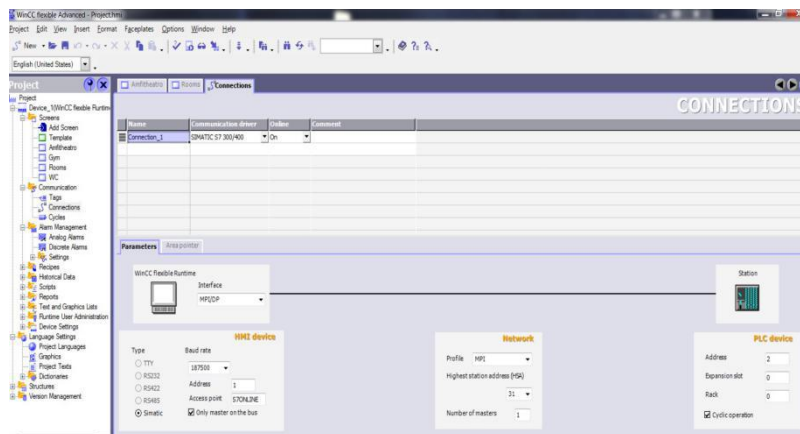 WinCC flexible Advanced - Project.hmi
Project Edit View Insert Format Faceplates Options Window Help
New
English (United States)
Project
Amfitheatro Rooms Connections
CONNECTIONS
Project
Device_1(WinCC flexible Runtim
Screens
Add Screen
Template
Amfitheatro
Gym
Rooms
WC
Communication
Tags
Connections
Cycles
Alarm Management
Analog Alarms
Discrete Alarms
Settings
Recipes
Historical Data
Scripts
Reports
Text and Graphics Lists
Runtime User Administration
Device Settings
Language Settings
Project Languages
Graphics
Project Texts
Dictionaries
Structures
Version Management
Name Communication driver Online Comment
Connection_1 SIMATIC S7 300/400 On
Parameters Area pointer
WinCC flexible Runtime
Interface
MPI/DP
Station
HMI device
Type Baud rate
TTY
187500
RS232
RS422
Address 1
RS485
Access point S7ONLINE
Simatic
Only master on the bus
Network
Profile MPI
Highest station address (HSA)
31
Number of masters 1
PLC device
Address 2
Expansion slot 0
Rack 0
Cyclic operation